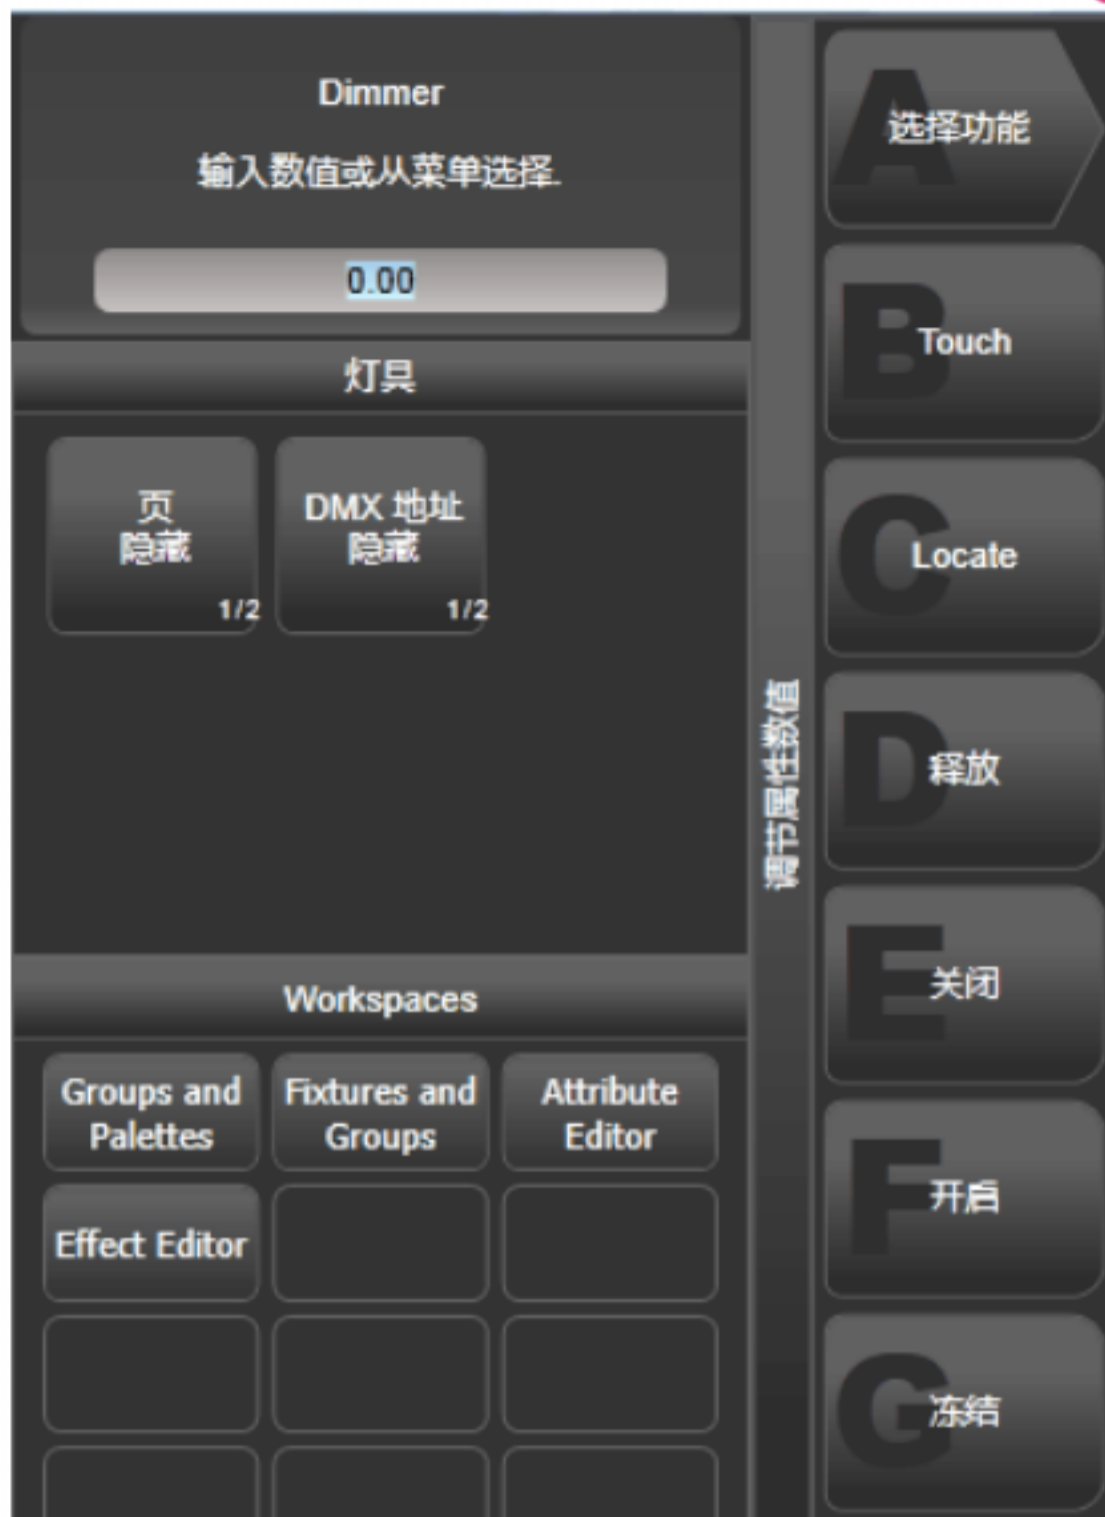 Dimmer
输入数值或从菜单选择.
0.00
灯具
页
隐藏
1/2
DMX 地址
隐藏
1/2
Workspaces
Groups and
Palettes
Fixtures and
Groups
Attribute
Editor
Effect Editor
调节属性数值
A
选择功能
B
Touch
C
Locate
D
释放
E
关闭
F
开启
G
冻结